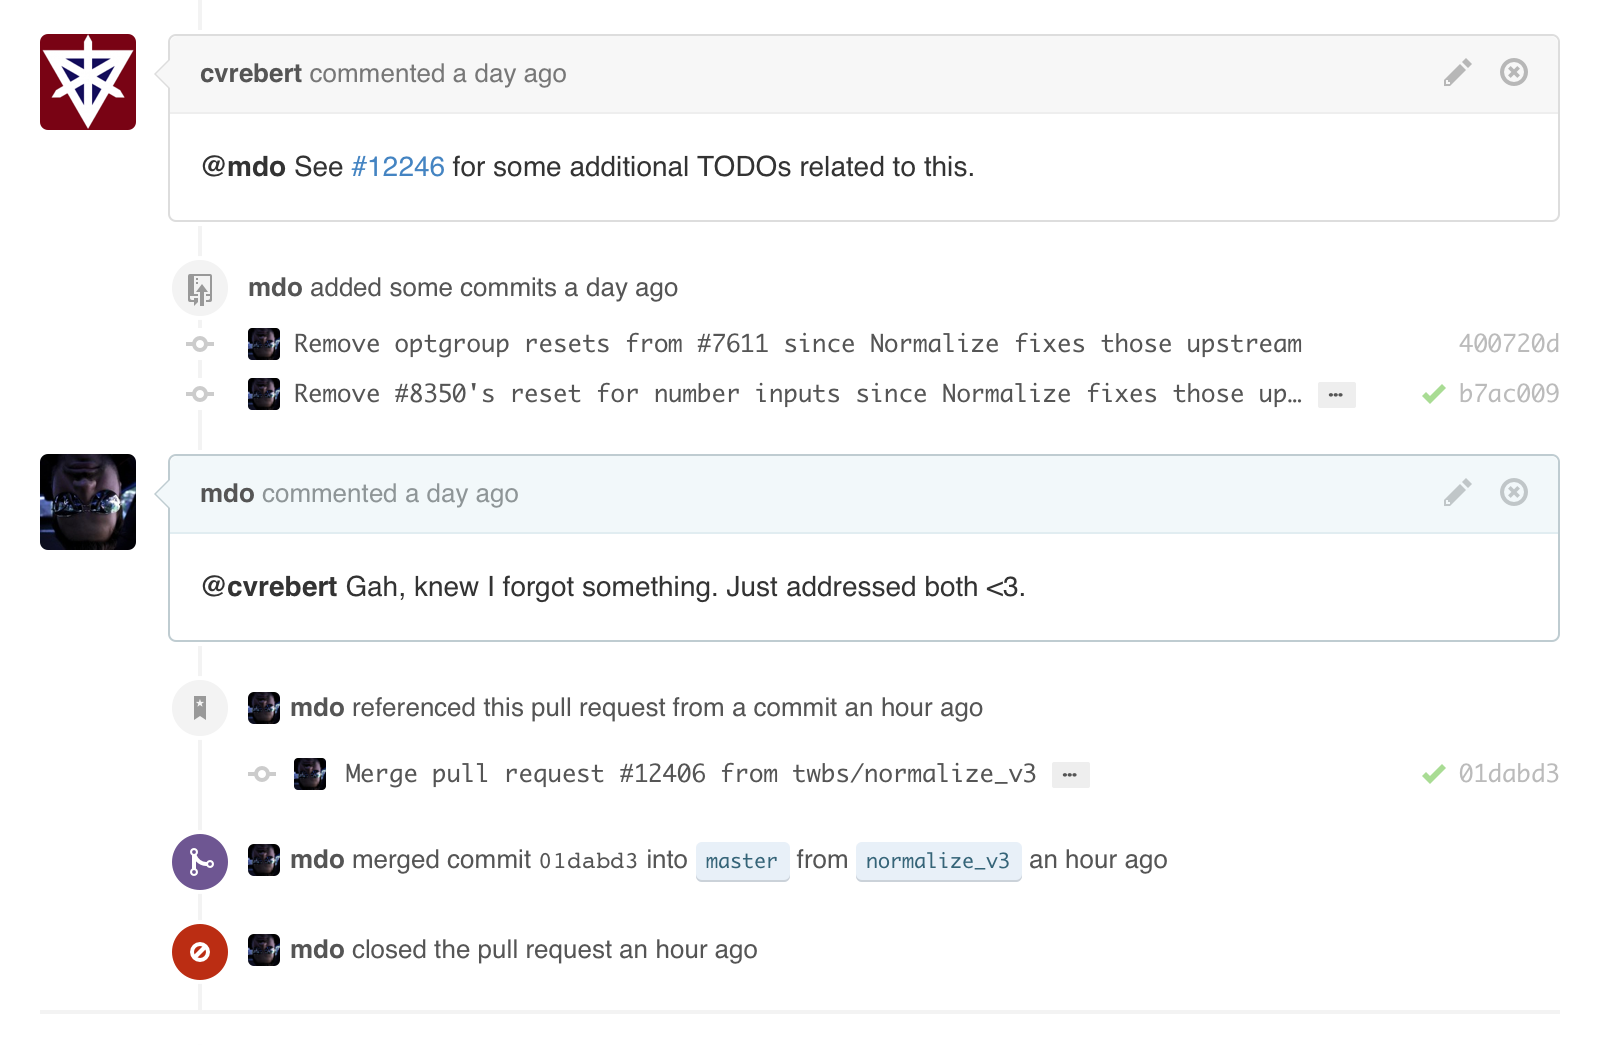 cvrebert commented a day ago
@mdo See #12246 for some additional TODOs related to this.
mdo added some commits a day ago
Remove optgroup resets from #7611 since Normalize fixes those upstream 400720d
Remove #8350's reset for number inputs since Normalize fixes those up… ••• b7ac009
mdo commented a day ago
@cvrebert Gah, knew I forgot something. Just addressed both <3.
mdo referenced this pull request from a commit an hour ago
Merge pull request #12406 from twbs/normalize_v3 ••• 01dabd3
mdo merged commit 01dabd3 into master from normalize_v3 an hour ago
mdo closed the pull request an hour ago